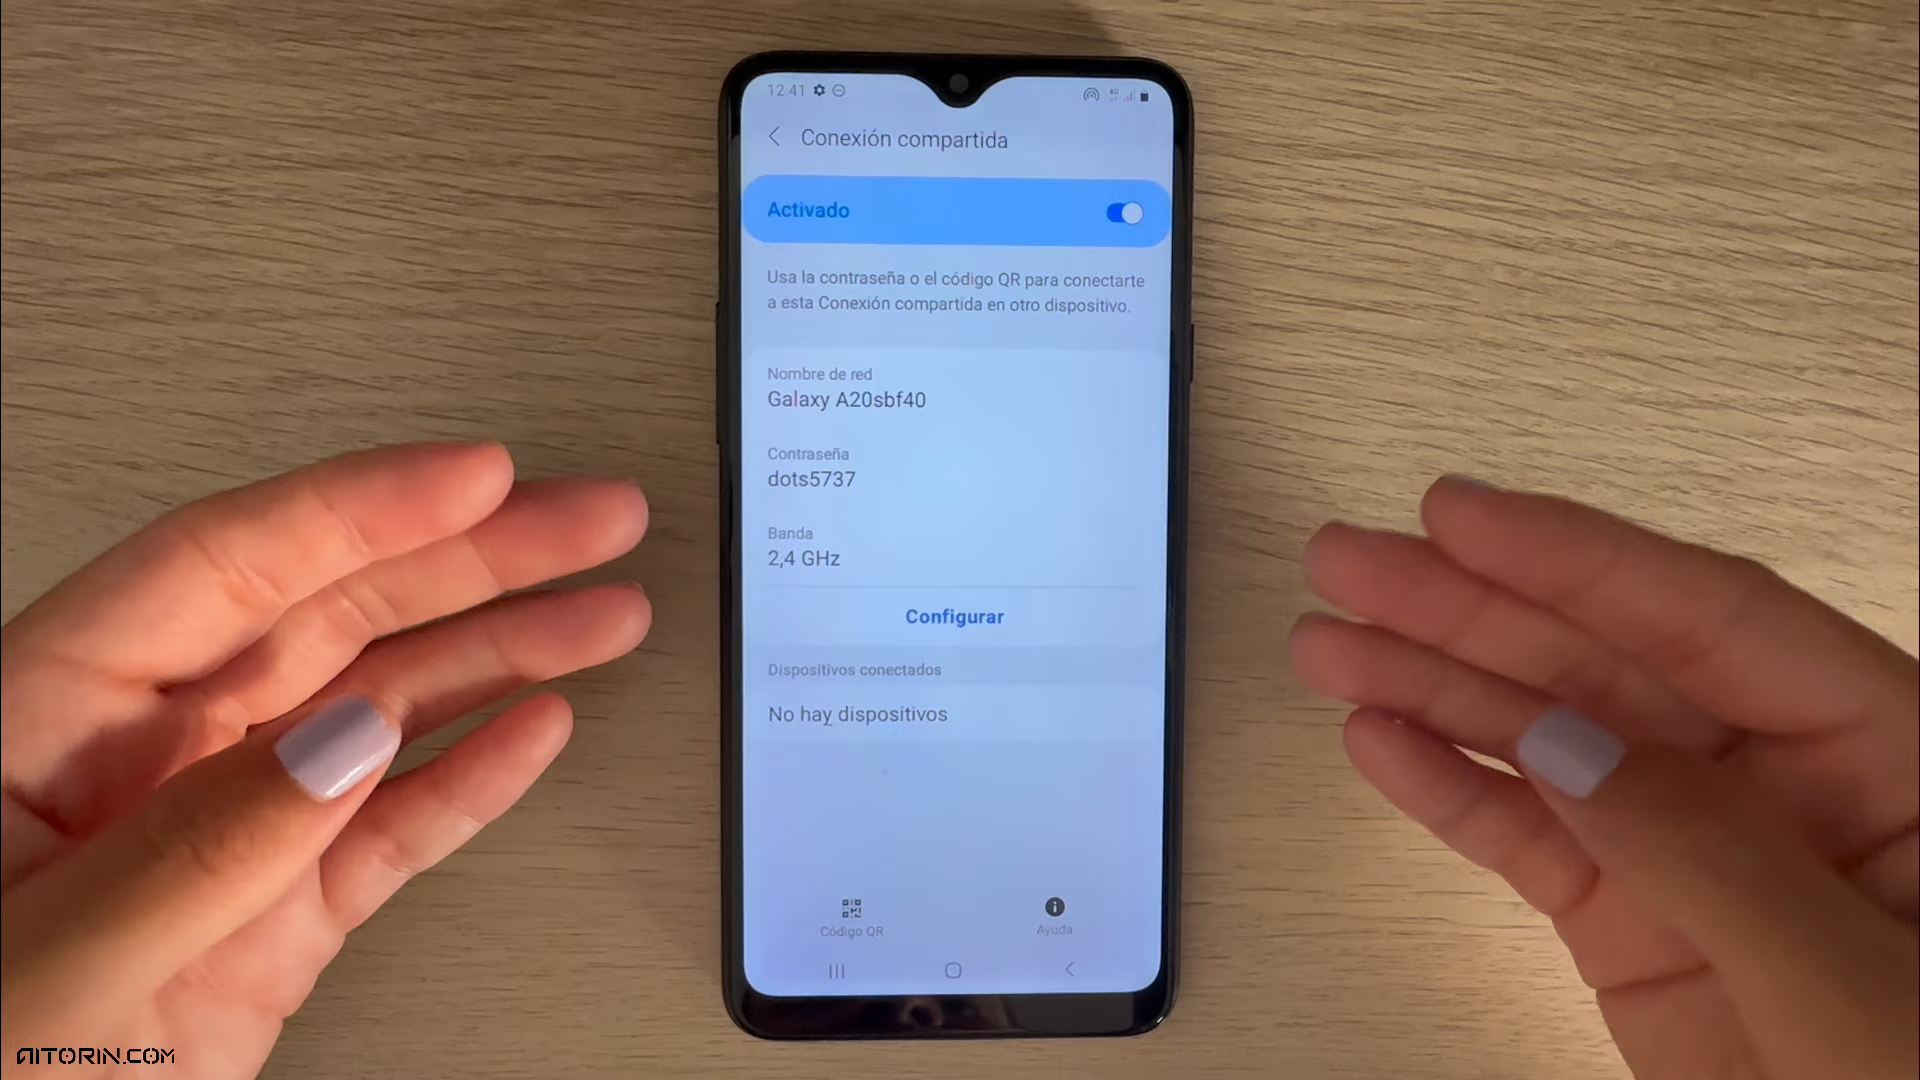 12:41
4G
Conexión compartida
Activado
Usa la contraseña o el código QR para conectarte
a esta Conexión compartida en otro dispositivo.
Nombre de red
Galaxy A20sbf40
Contraseña
dots5737
Banda
2,4 GHz
Configurar
Dispositivos conectados
No hay dispositivos
Código QR
Ayuda
AITORIN.COM